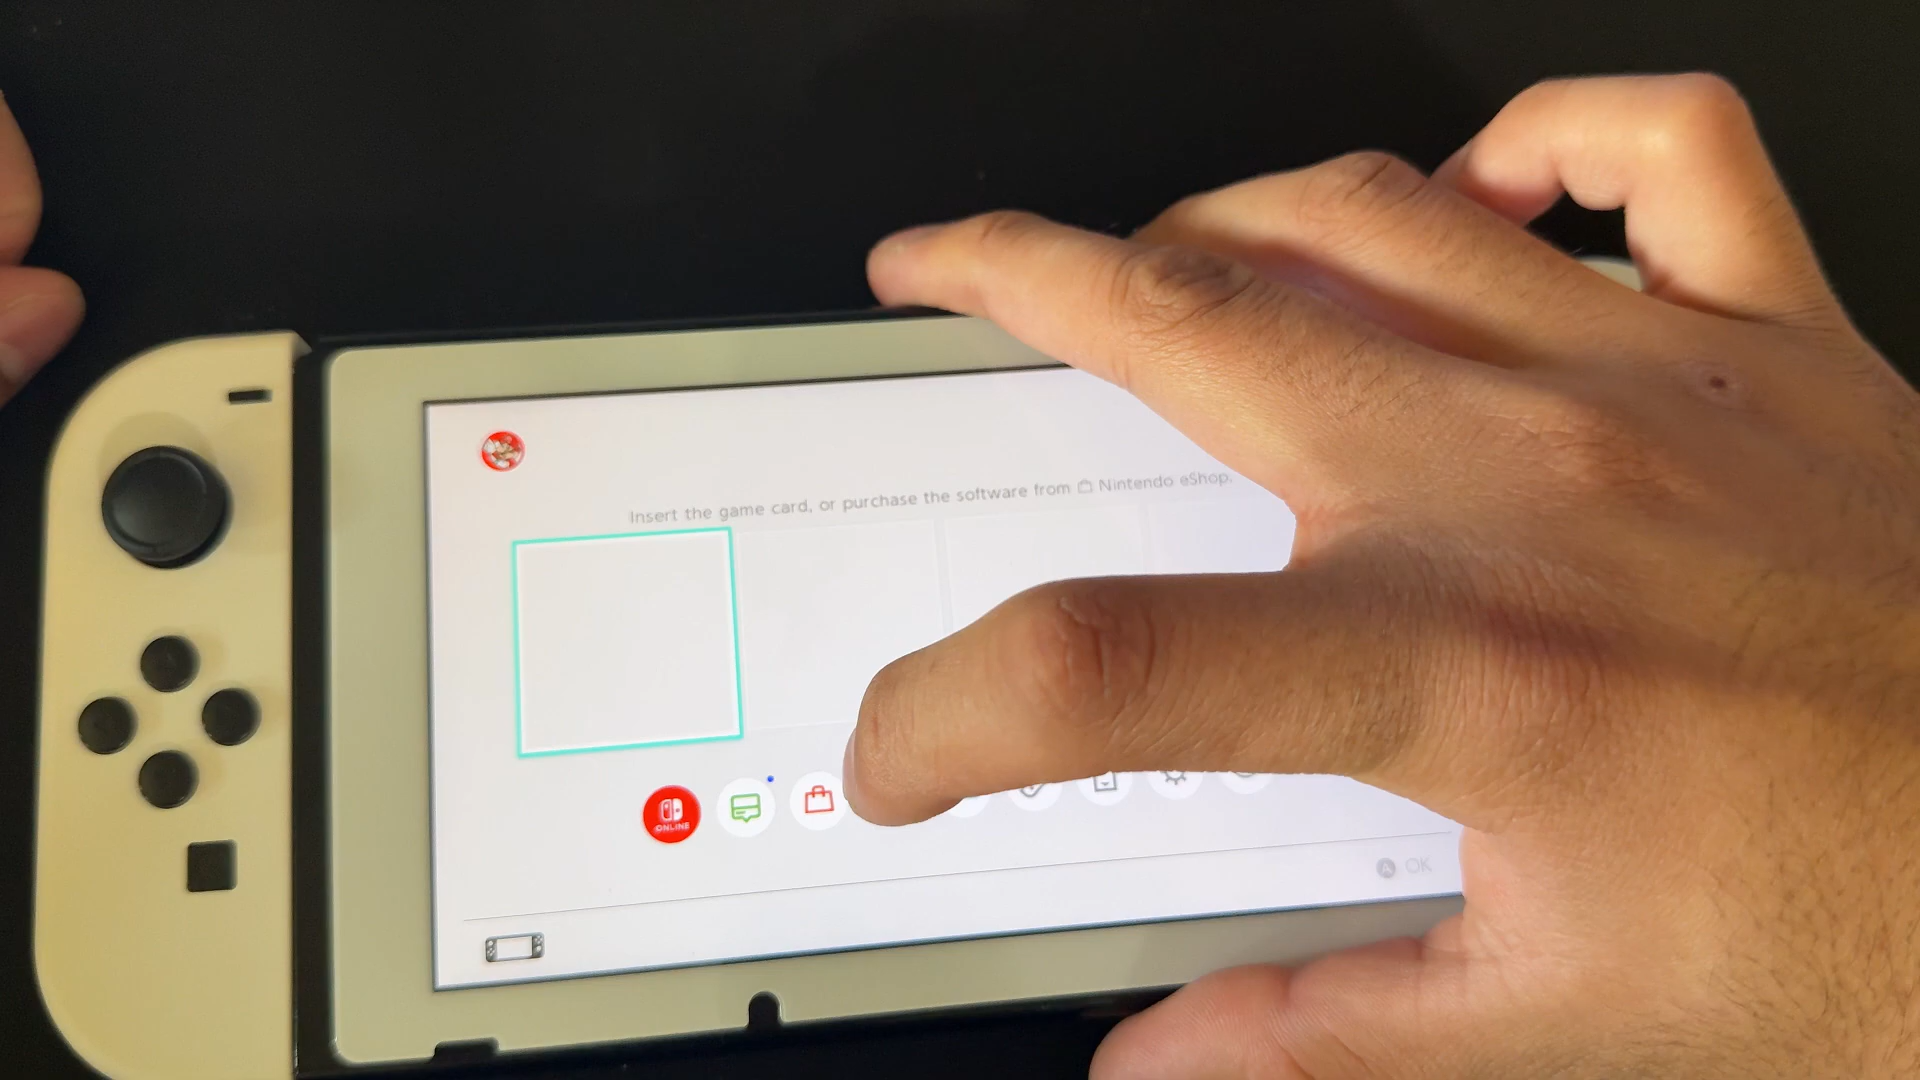 Insert the game card, or purchase the software from Nintendo eShop.
ONLINE
A OK